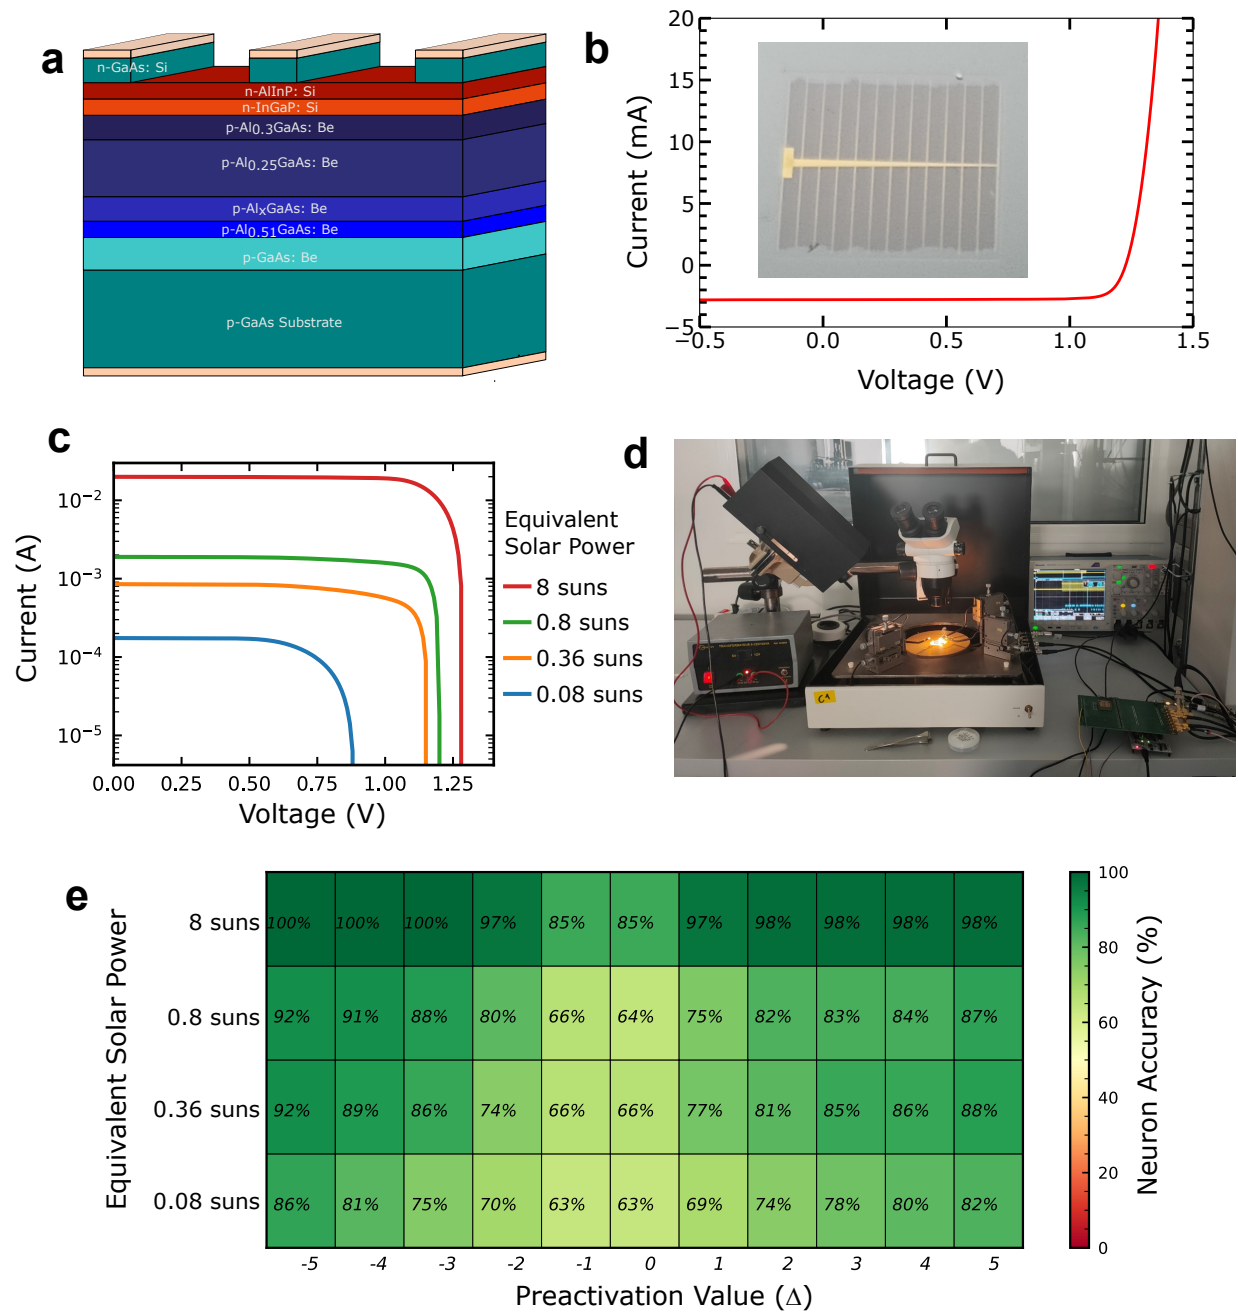 a
n-GaAs: Si
n-AlInP: Si
n-InGaP: Si
p-Al0.3GaAs: Be
p-Al0.25GaAs: Be
p-AlxGaAs: Be
p-Al0.51GaAs: Be
p-GaAs: Be
p-GaAs Substrate
b
Current (mA)
20
15
10
5
0
−5
−0.5
0.0
0.5
1.0
1.5
Voltage (V)
c
Current (A)
10−2
10−3
10−4
10−5
0.00
0.25
0.50
0.75
1.00
1.25
Voltage (V)
Equivalent
Solar Power
8 suns
0.8 suns
0.36 suns
0.08 suns
d
CA
e
Equivalent Solar Power
8 suns 100% 100% 100% 97% 85% 85% 97% 98% 98% 98% 98%
0.8 suns 92% 91% 88% 80% 66% 64% 75% 82% 83% 84% 87%
0.36 suns 92% 89% 86% 74% 66% 66% 77% 81% 85% 86% 88%
0.08 suns 86% 81% 75% 70% 63% 63% 69% 74% 78% 80% 82%
-5 -4 -3 -2 -1 0 1 2 3 4 5
Preactivation Value (Δ)
100
80
60
40
20
0
Neuron Accuracy (%)